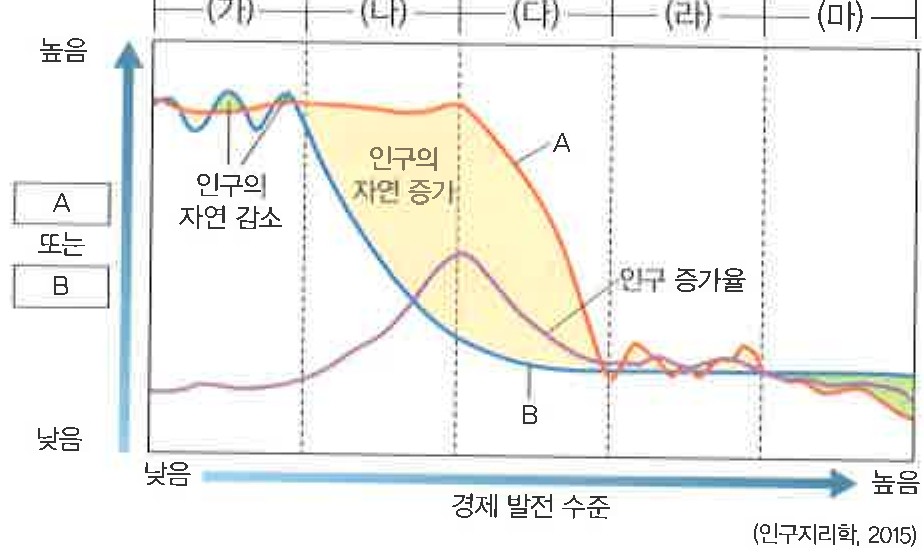 (가) (나) (다) (라) (마)
높음
A
또는
B
낮음
인구의
자연 감소
인구의
자연 증가
A
인구 증가율
B
낮음
높음
경제 발전 수준
(인구지리학, 2015)